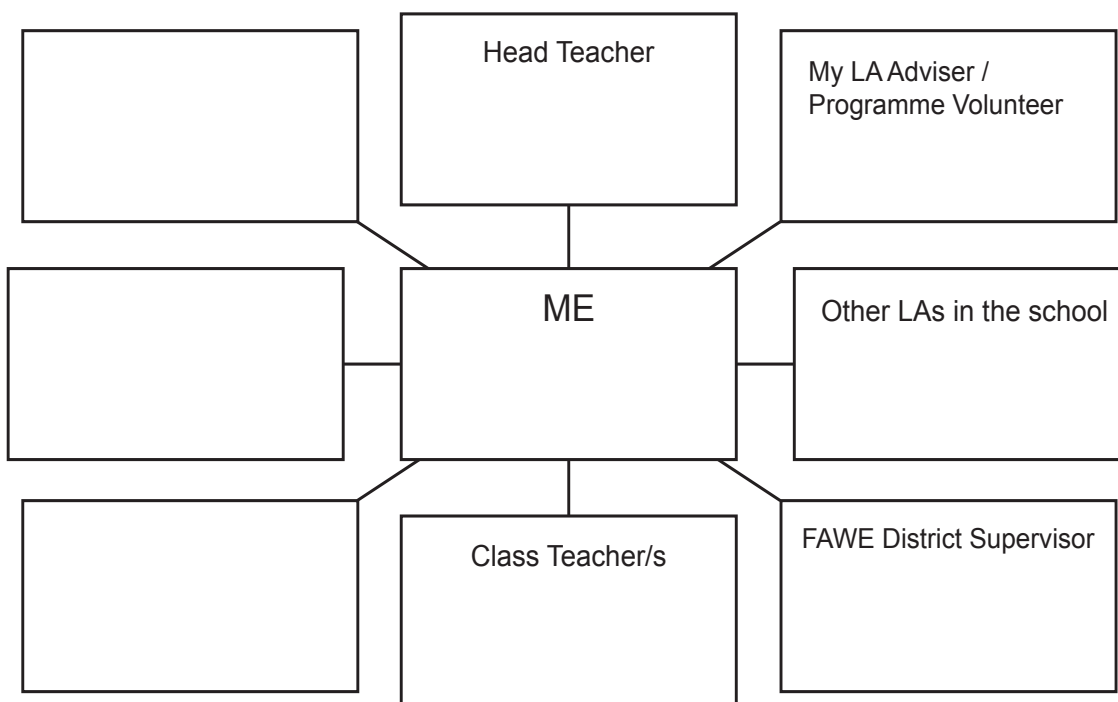 Head Teacher
My LA Adviser /
Programme Volunteer
ME
Other LAs in the school
Class Teacher/s
FAWE District Supervisor